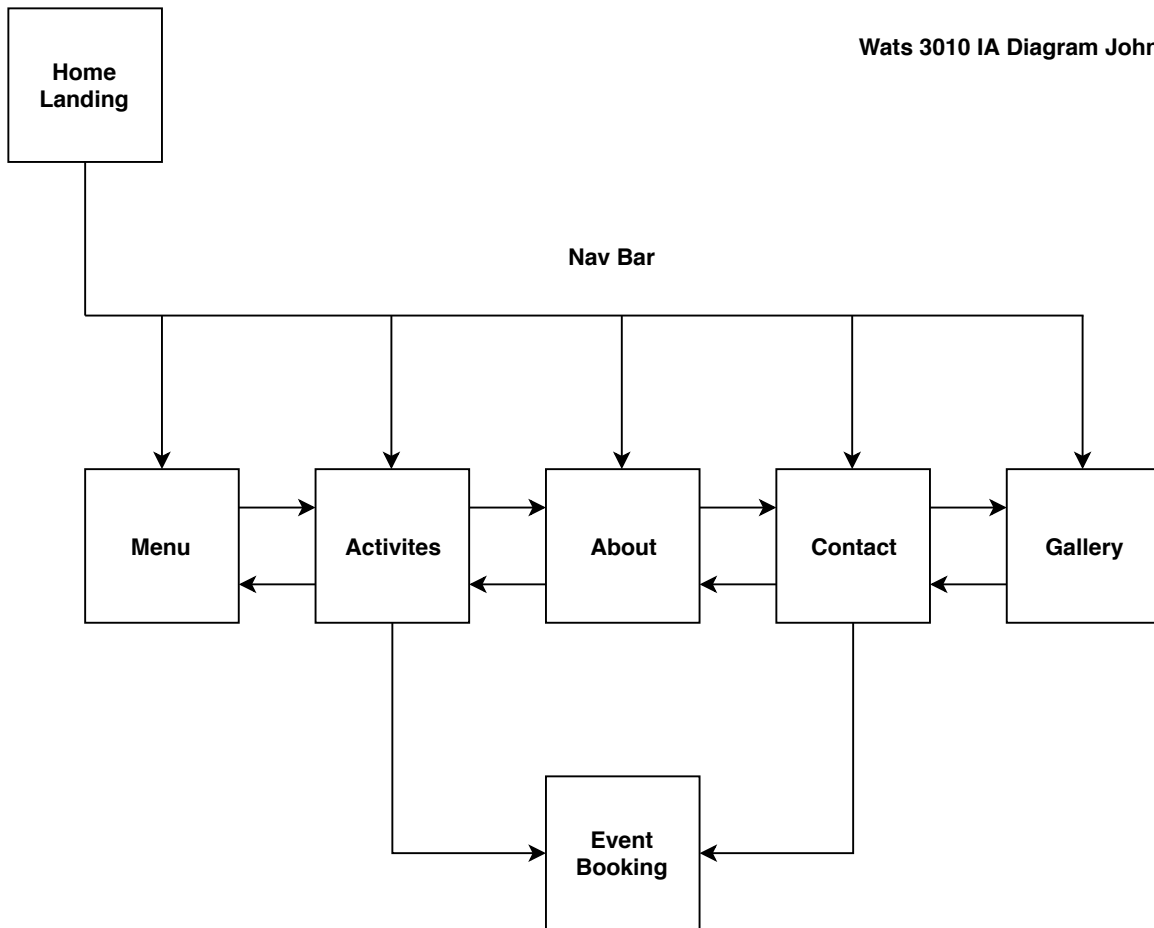 Home
Landing
Wats 3010 IA Diagram John
Nav Bar
Menu
Activites
About
Contact
Gallery
Event
Booking